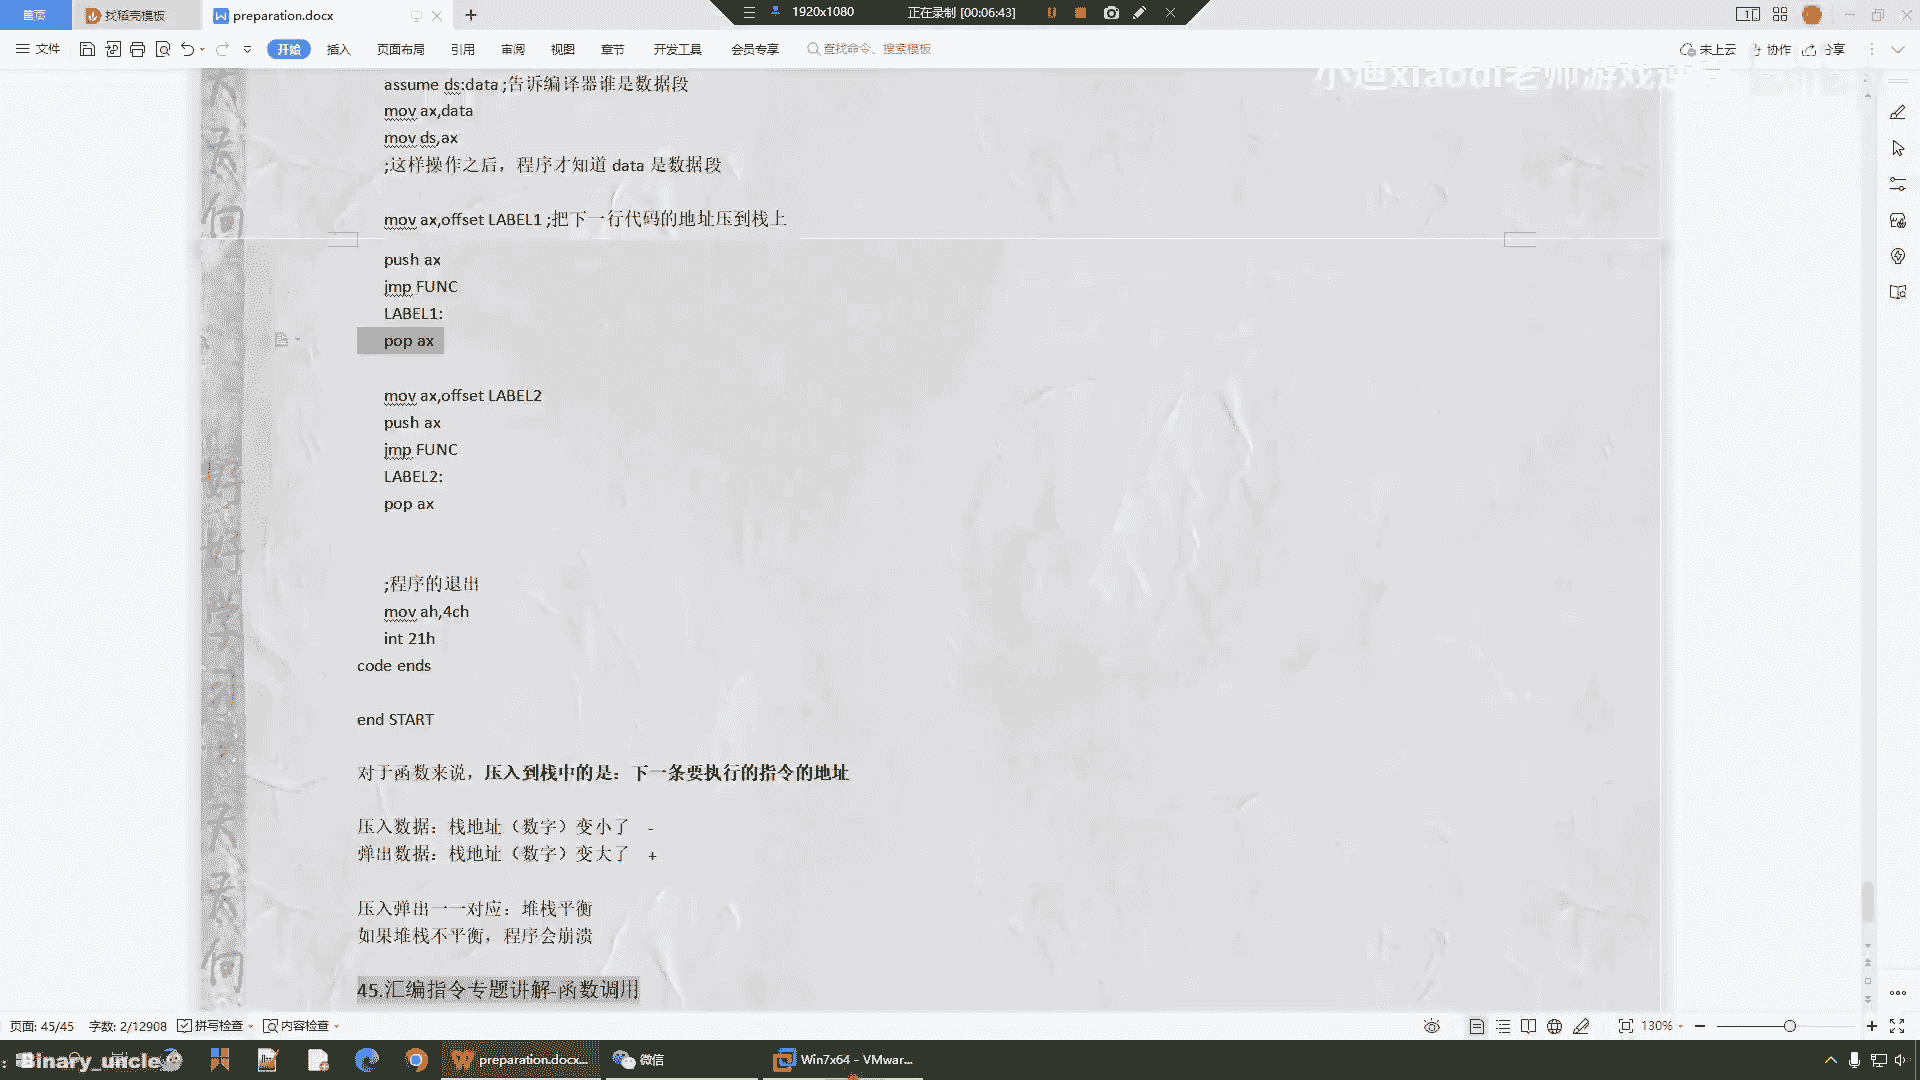 首页
找稻壳模板
preparation.docx
1920x1080
正在录制 [00:06:43]
文件
开始
插入
页面布局
引用
审阅
视图
章节
开发工具
会员专享
查找命令、搜索模板
未上云
协作
分享
小迪xiaodi老师游戏逆
assume ds:data ;告诉编译器谁是数据段
mov ax,data
mov ds,ax
;这样操作之后，程序才知道 data 是数据段
mov ax,offset LABEL1 ;把下一行代码的地址压到栈上
push ax
jmp FUNC
LABEL1:
pop ax
mov ax,offset LABEL2
push ax
jmp FUNC
LABEL2:
pop ax
;程序的退出
mov ah,4ch
int 21h
code ends
end START
对于函数来说，压入到栈中的是：下一条要执行的指令的地址
压入数据：栈地址（数字）变小了 -
弹出数据：栈地址（数字）变大了 +
压入弹出一一对应：堆栈平衡
如果堆栈不平衡，程序会崩溃
45.汇编指令专题讲解-函数调用
页面: 45/45
字数: 2/12908
拼写检查
内容检查
130%
Binary_uncle
preparation.docx...
微信
Win7x64 - VMwar...